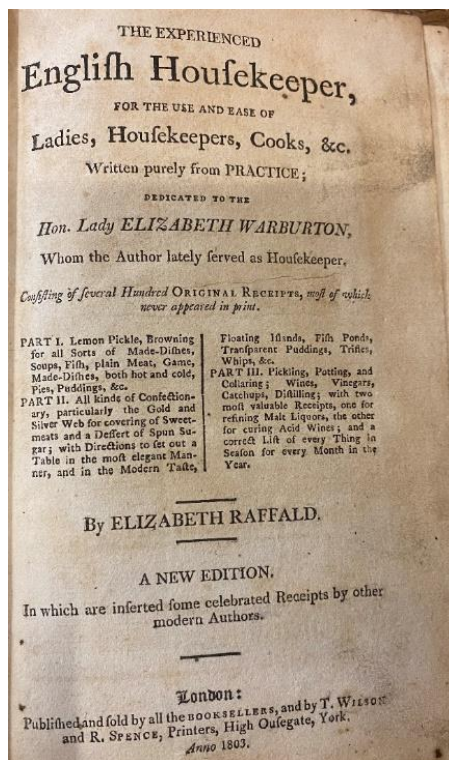 THE EXPERIENCED
Engliſh Houſekeeper,
FOR THE USE AND EASE OF
Ladies, Houſekeepers, Cooks, &c.
Written purely from PRACTICE;
DEDICATED TO THE
Hon. Lady ELIZABETH WARBURTON,
Whom the Author lately ſerved as Houſekeeper.
Conſiſting of ſeveral Hundred ORIGINAL RECEIPTS, moſt of which
never appeared in print.
PART I. Lemon Pickle, Browning
for all Sorts of Made-Diſhes,
Soups, Fiſh, plain Meat, Game,
Made-Diſhes, both hot and cold,
Pies, Puddings, &c.
PART II. All kinds of Confection-
ary, particularly the Gold and
Silver Web for covering of Sweet-
meats and a Deſſert of Spun Su-
gar; with Directions to ſet out a
Table in the moſt elegant Man-
ner, and in the Modern Taſte,
Floating Iſlands, Fiſh Ponds,
Tranſparent Puddings, Trifles,
Whips, &c.
PART III. Pickling, Potting, and
Collaring; Wines, Vinegars,
Catchups, Diſtilling; with two
moſt valuable Receipts, one for
refining Malt Liquors, the other
for curing Acid Wines; and a
correct Liſt of every Thing in
Seaſon for every Month in the
Year.
By ELIZABETH RAFFALD.
A NEW EDITION.
In which are inſerted ſome celebrated Receipts by other
modern Authors.
London:
Publiſhed and ſold by all the BOOKSELLERS, and by T. WILSON
and R. SPENCE, Printers, High Ouſegate, York.
Anno 1803.